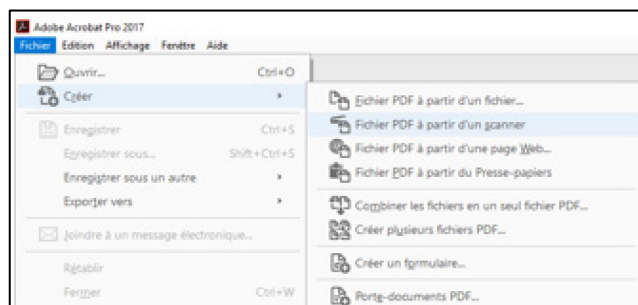 Adobe Acrobat Pro 2017
Fichier Edition Affichage Fenêtre Aide
Ouvrir... Ctrl+O
Créer
Enregistrer Ctrl+S
Enregistrer sous... Shift+Ctrl+S
Enregistrer sous un autre
Exporter vers
Joindre à un message électronique...
Rétablir
Fermer Ctrl+W
Fichier PDF à partir d'un fichier...
Fichier PDF à partir d'un scanner
Fichier PDF à partir d'une page Web...
Fichier PDF à partir du Presse-papiers
Combiner les fichiers en un seul fichier PDF...
Créer plusieurs fichiers PDF...
Créer un formulaire...
Porte-documents PDF...